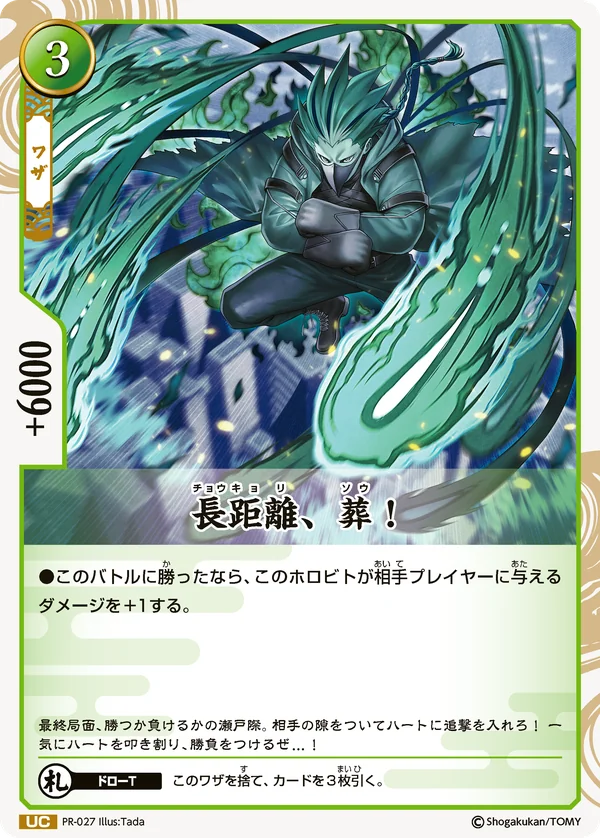 3
ワザ
+6000
チョウキョリ ソウ
長距離、葬！
●このバトルに勝ったなら、このホロビトが相手プレイヤーに与える
ダメージを+1する。
最終局面、勝つか負けるかの瀬戸際。相手の隙をついてハートに追撃を入れろ！ 一
気にハートを叩き割り、勝負をつけるぜ…！
札 ドローT このワザを捨て、カードを3枚引く。
UC PR-027 Illus:Tada ©Shogakukan/TOMY